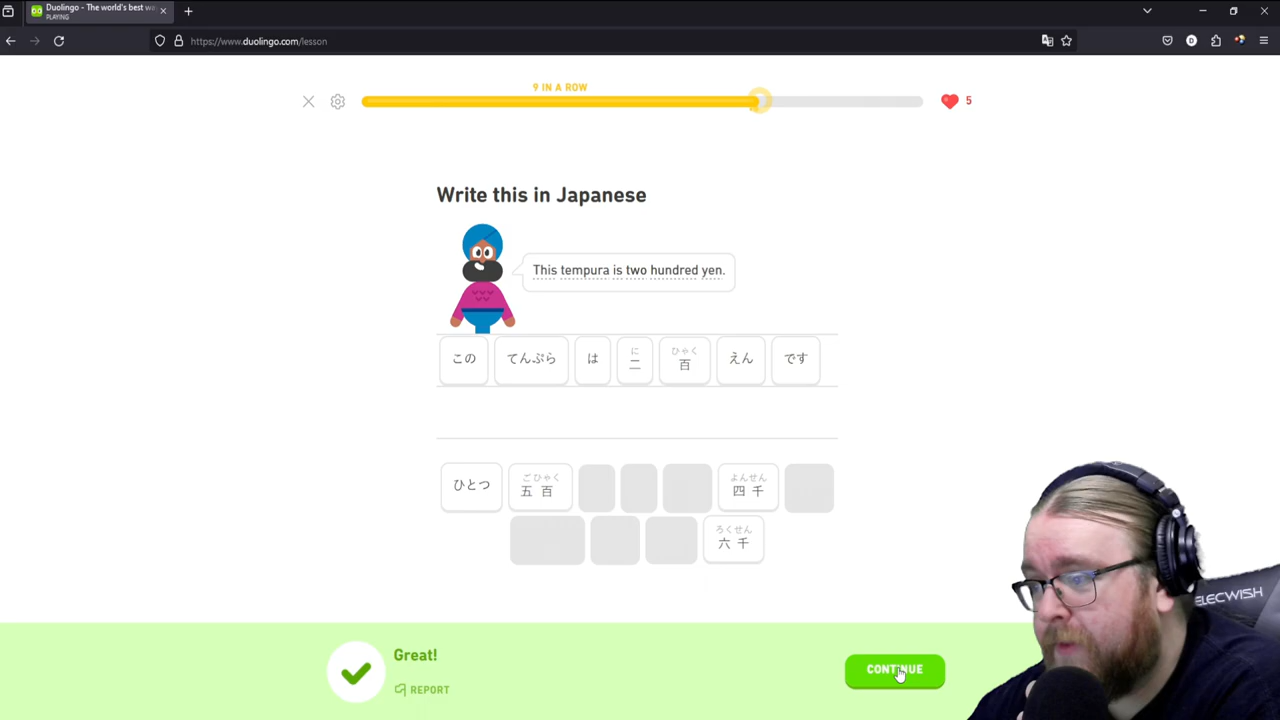 Duolingo - The world's best wa
PLAYING
https://www.duolingo.com/lesson
9 IN A ROW
5
Write this in Japanese
This tempura is two hundred yen.
に ひゃく
この てんぷら は 二 百 えん です
ごひゃく よんせん
ひとつ 五百 四千
ろくせん
六千
Great!
REPORT
CONTINUE
ELECWISH